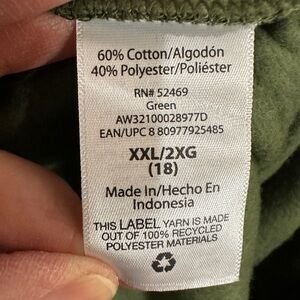 60% Cotton/Algodón
40% Polyester/Poliéster
RN# 52469
Green
AW32100028977D
EAN/UPC 8 80977925485
XXL/2XG
(18)
Made In/Hecho En
Indonesia
THIS LABEL YARN IS MADE
OUT OF 100% RECYCLED
POLYESTER MATERIALS